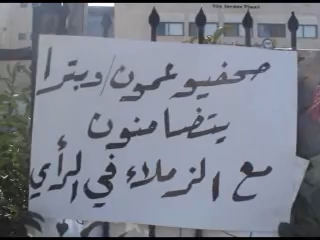 صحفيو عمون/وبترا
يتضامنون
مع الزملاء في الرأي